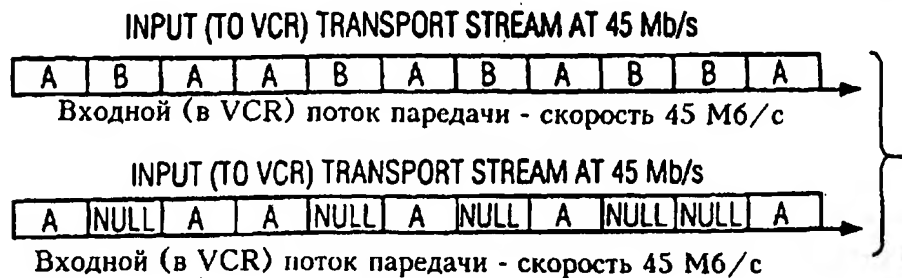 INPUT (TO VCR) TRANSPORT STREAM AT 45 Mb/s
A B A A B A B A B B A
Входной (в VCR) поток паредачи - скорость 45 Мб/с
INPUT (TO VCR) TRANSPORT STREAM AT 45 Mb/s
A NULL A A NULL A NULL A NULL NULL A
Входной (в VCR) поток паредачи - скорость 45 Мб/с